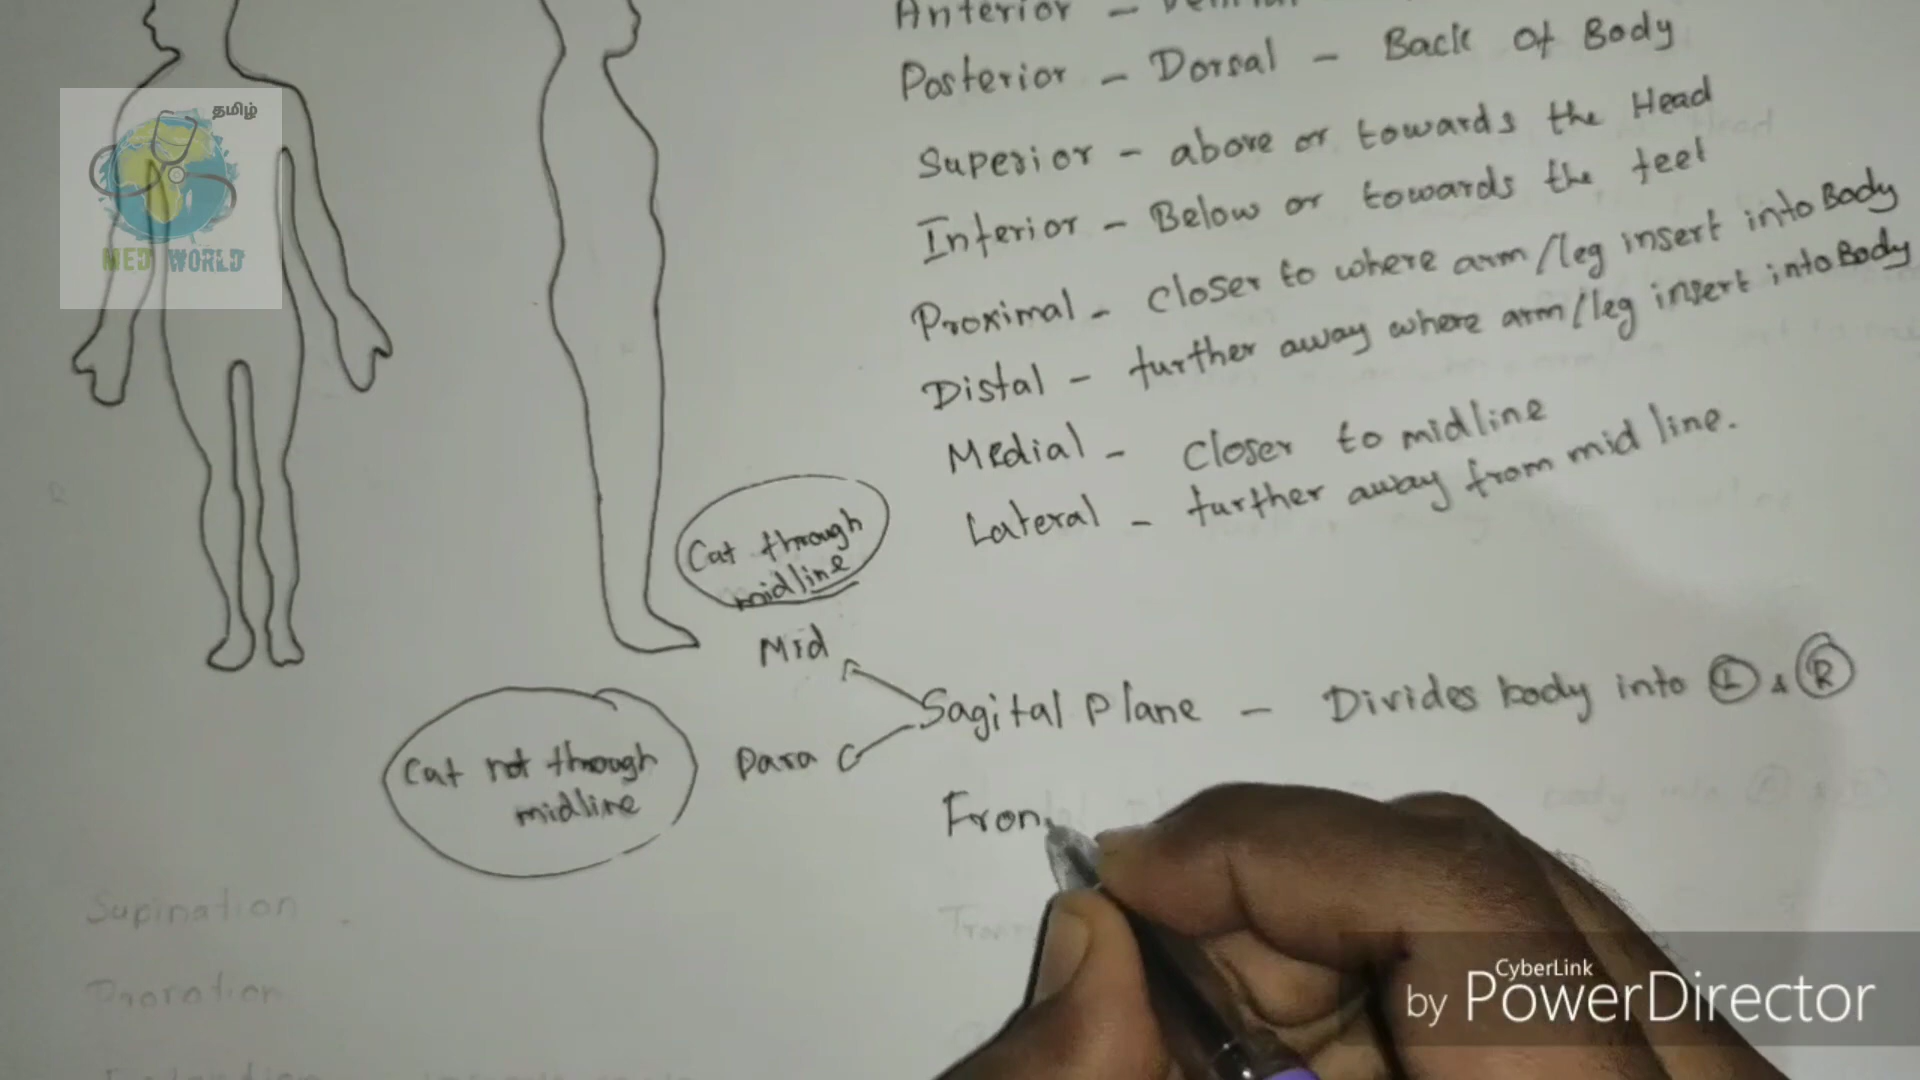 Anterior –
Posterior – Dorsal – Back of Body
Superior – above or towards the Head
Inferior – Below or towards the feet
Proximal – Closer to where arm/leg insert into Body
Distal – further away where arm/leg insert into Body
Medial – Closer to midline
Lateral – further away from mid line.
Cat through
midline
Mid
Sagital Plane – Divides body into L & R
Para
Cat not through
midline
Fron
Supination
Pronation
தமிழ்
MED WORLD
CyberLink
by PowerDirector